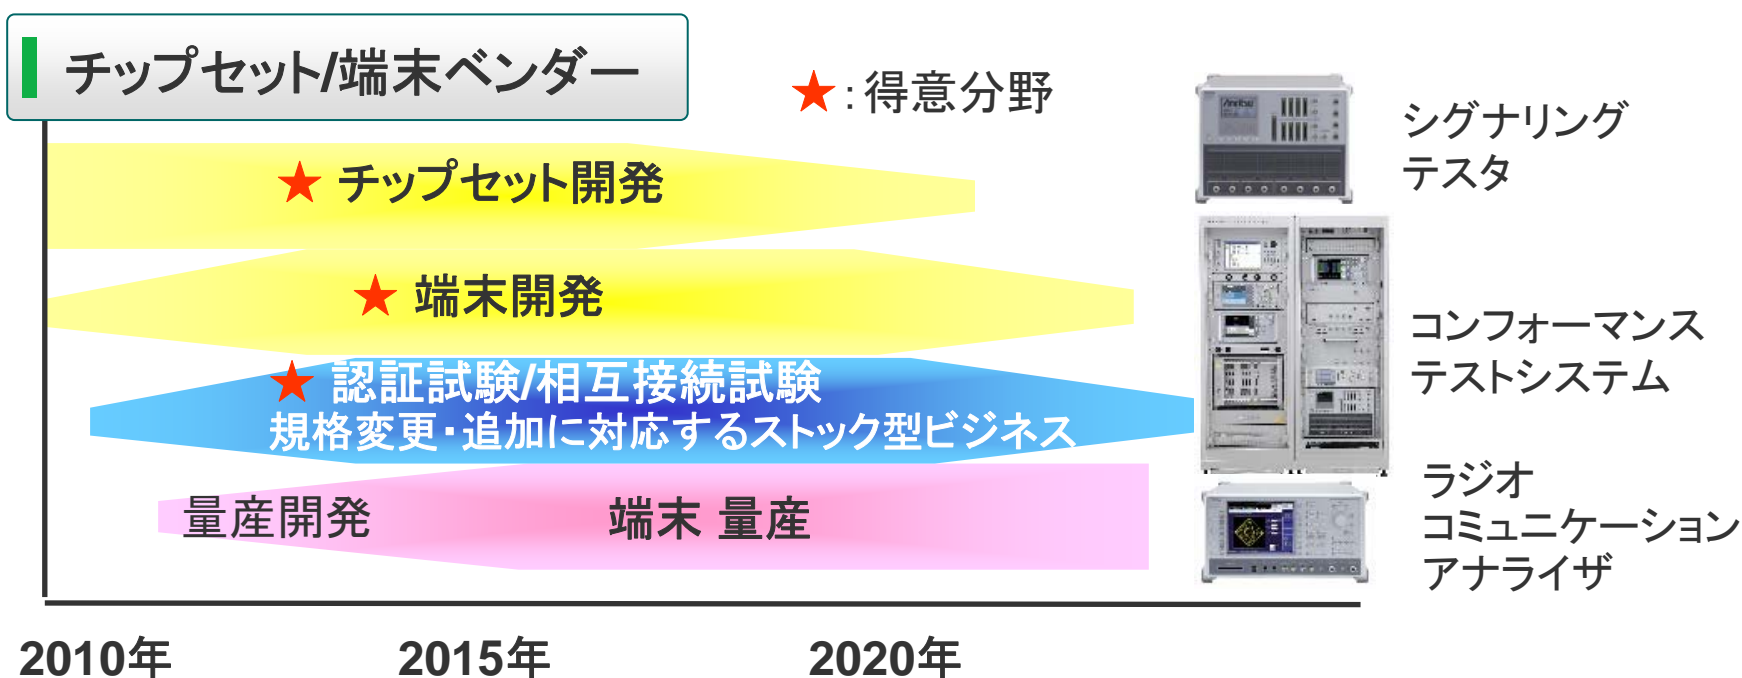 チップセット/端末ベンダー
★:得意分野
★ チップセット開発
★ 端末開発
★ 認証試験/相互接続試験
規格変更・追加に対応するストック型ビジネス
量産開発
端末 量産
シグナリング
テスタ
Anritsu
コンフォーマンス
テストシステム
ラジオ
コミュニケーション
アナライザ
2010年
2015年
2020年